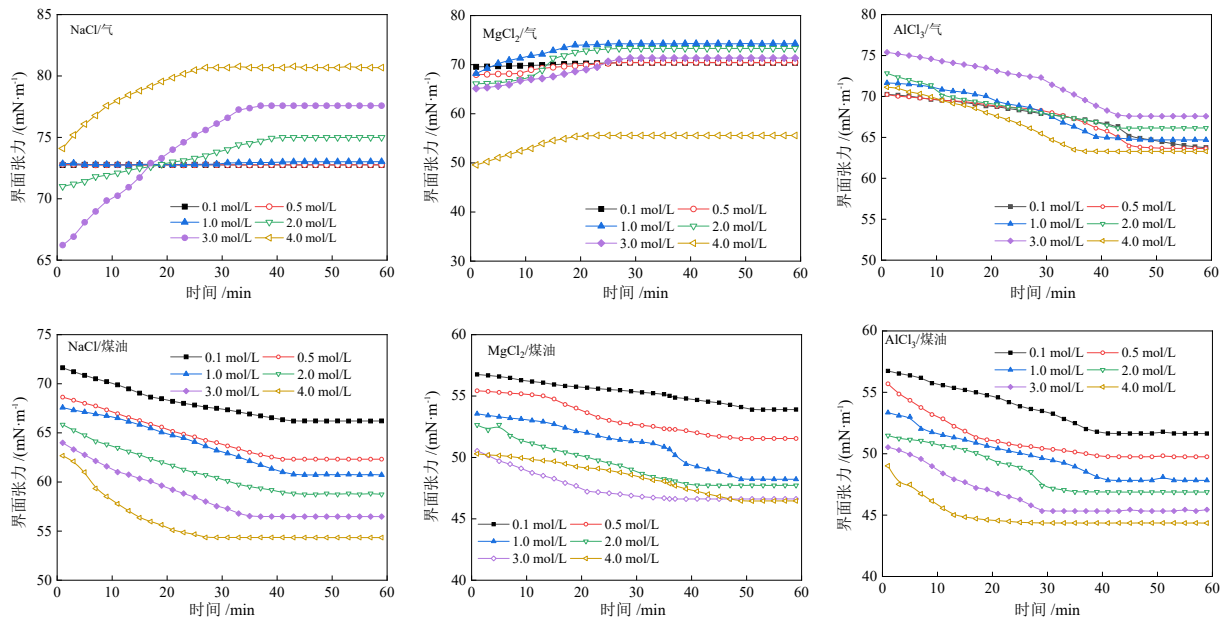 NaCl/气
界面张力 /(mN·m⁻¹)
85
80
75
70
65
0.1 mol/L 0.5 mol/L
1.0 mol/L 2.0 mol/L
3.0 mol/L 4.0 mol/L
0 10 20 30 40 50 60
时间 /min
MgCl₂/气
界面张力 /(mN·m⁻¹)
80
70
60
50
40
30
0.1 mol/L 0.5 mol/L
1.0 mol/L 2.0 mol/L
3.0 mol/L 4.0 mol/L
0 10 20 30 40 50 60
时间 /min
AlCl₃/气
界面张力 /(mN·m⁻¹)
80
75
70
65
60
55
50
0.1 mol/L 0.5 mol/L
1.0 mol/L 2.0 mol/L
3.0 mol/L 4.0 mol/L
0 10 20 30 40 50 60
时间 /min
NaCl/煤油
界面张力 /(mN·m⁻¹)
75
70
65
60
55
50
0.1 mol/L 0.5 mol/L
1.0 mol/L 2.0 mol/L
3.0 mol/L 4.0 mol/L
0 10 20 30 40 50 60
时间 /min
MgCl₂/煤油
界面张力 /(mN·m⁻¹)
60
55
50
45
40
0.1 mol/L 0.5 mol/L
1.0 mol/L 2.0 mol/L
3.0 mol/L 4.0 mol/L
0 10 20 30 40 50 60
时间 /min
AlCl₃/煤油
界面张力 /(mN·m⁻¹)
60
55
50
45
40
0.1 mol/L 0.5 mol/L
1.0 mol/L 2.0 mol/L
3.0 mol/L 4.0 mol/L
0 10 20 30 40 50 60
时间 /min